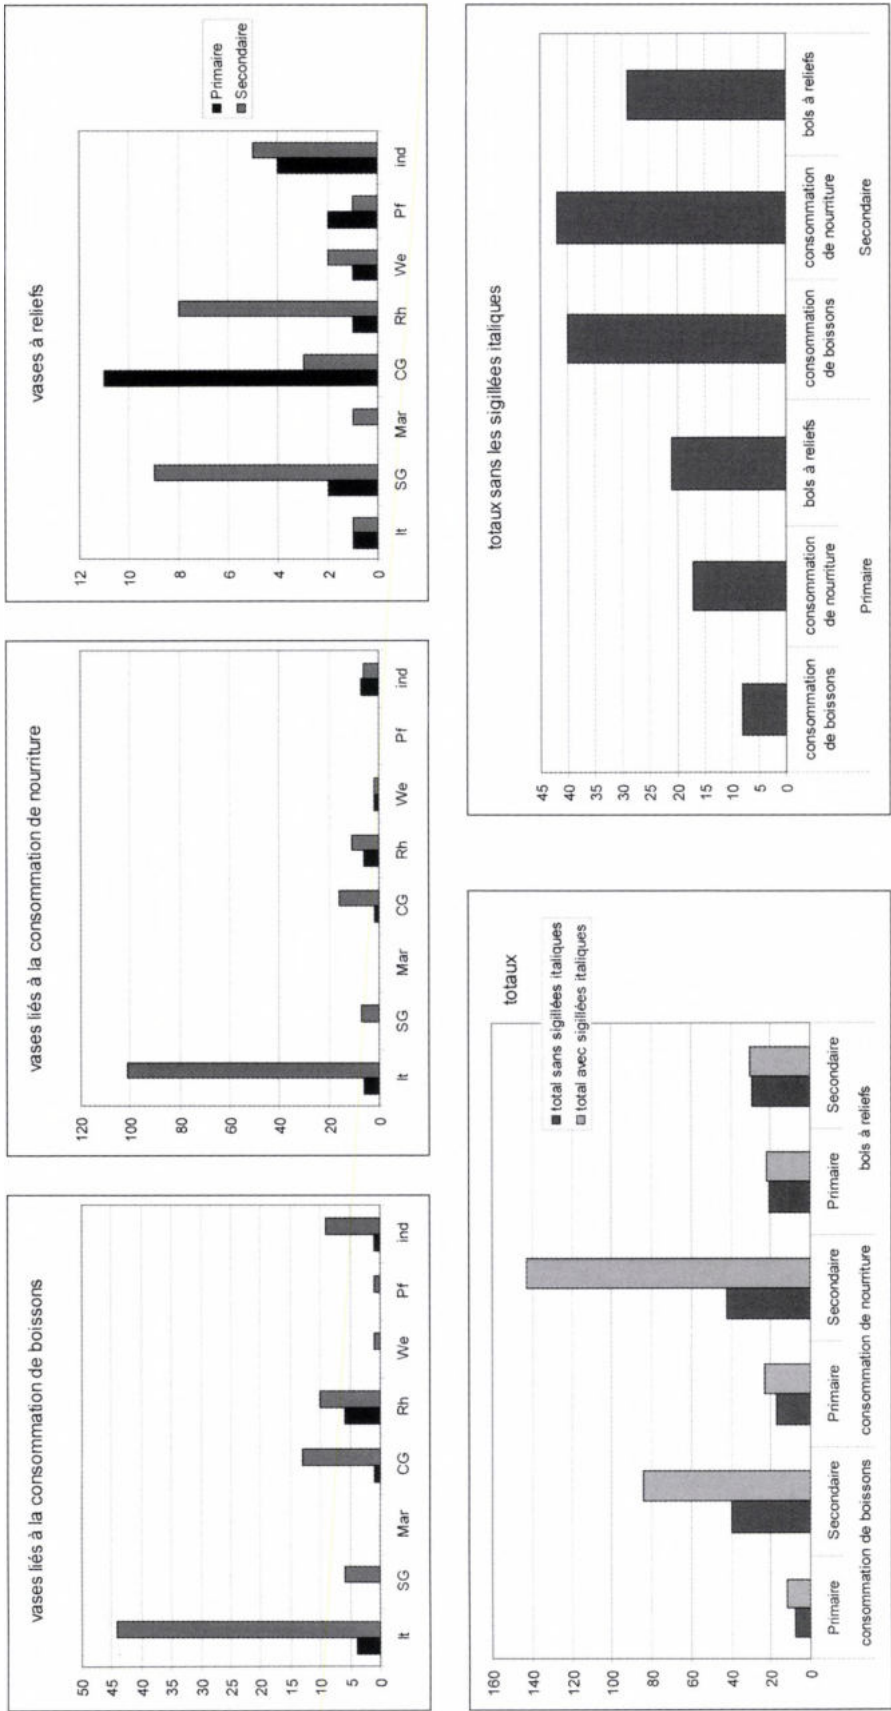 vases liés à la consommation de boissons
50
45
40
35
30
25
20
15
10
5
0
It SG Mar CG Rh We Pf ind
vases liés à la consommation de nourriture
120
100
80
60
40
20
0
It SG Mar CG Rh We Pf ind
vases à reliefs
12
10
8
6
4
2
0
It SG Mar CG Rh We Pf ind
Primaire
Secondaire
totaux
160
140
120
100
80
60
40
20
0
total sans sigillées italiques
total avec sigillées italiques
Primaire Secondaire Primaire Secondaire Primaire Secondaire
consommation de boissons consommation de nourriture bols à reliefs
totaux sans les sigillées italiques
45
40
35
30
25
20
15
10
5
0
consommation de boissons
consommation de nourriture
bols à reliefs
consommation de boissons
consommation de nourriture
bols à reliefs
Primaire Secondaire